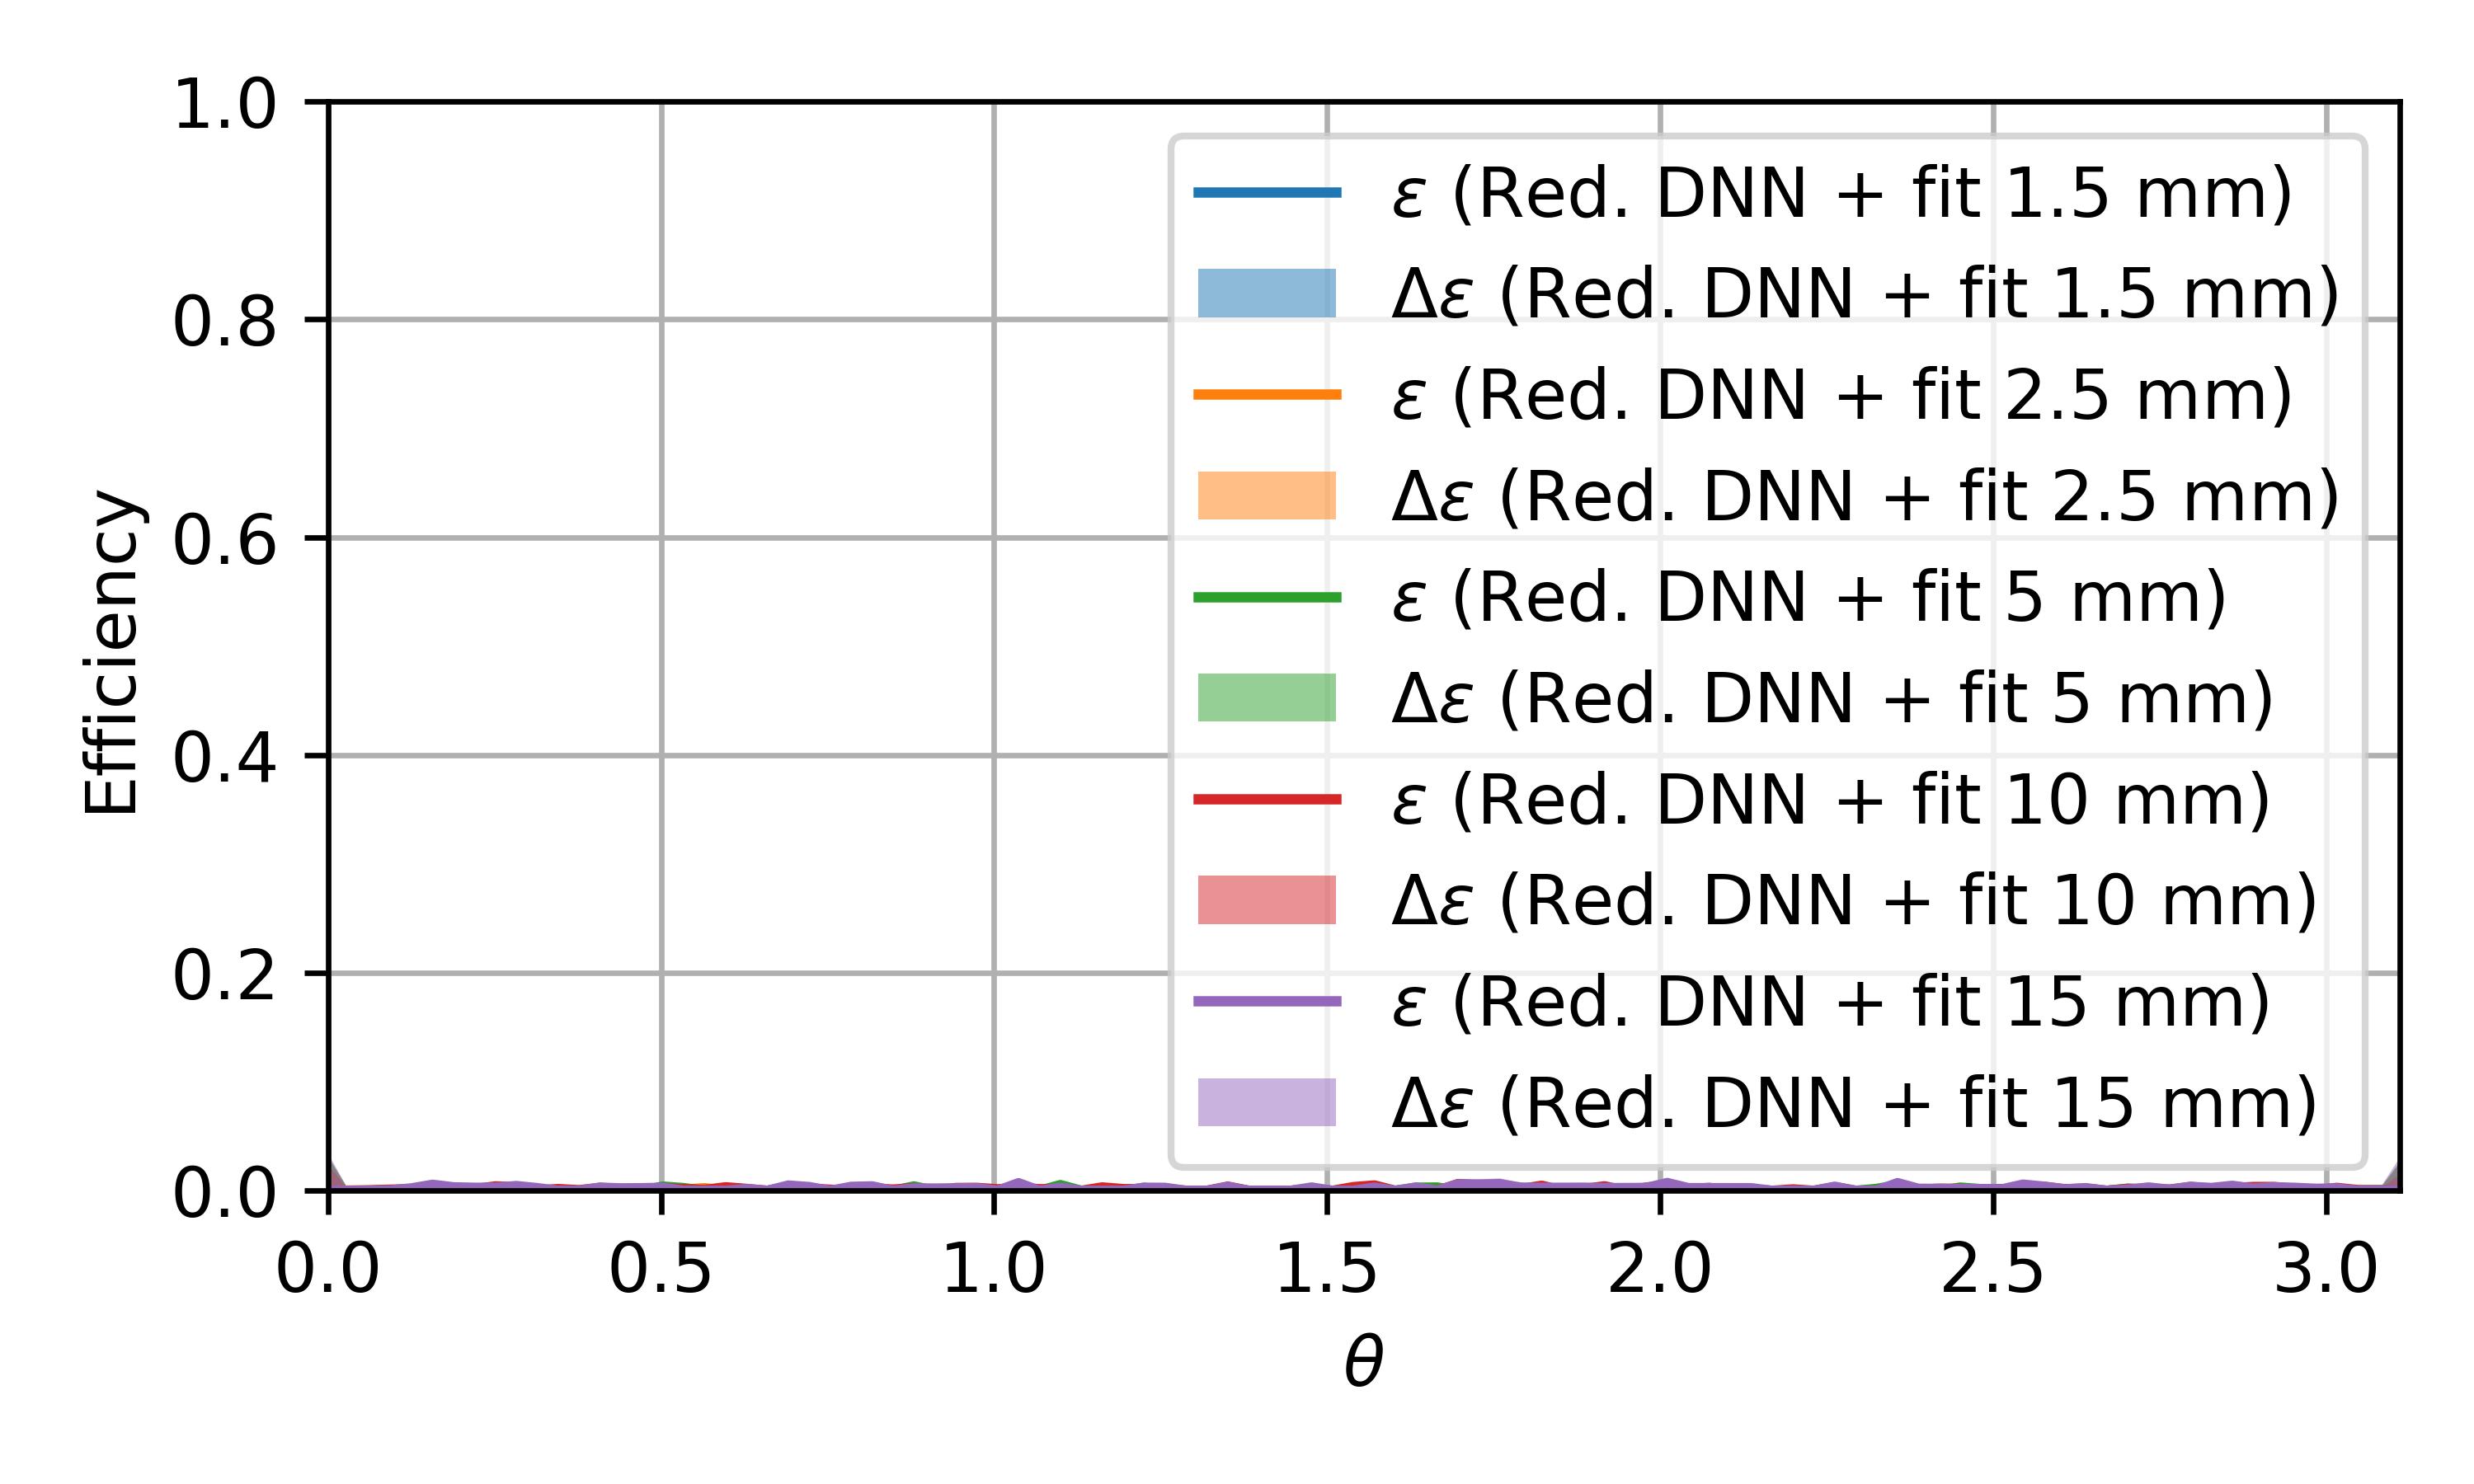 1.0
0.8
0.6
0.4
0.2
0.0
Efficiency
ε (Red. DNN + fit 1.5 mm)
Δε (Red. DNN + fit 1.5 mm)
ε (Red. DNN + fit 2.5 mm)
Δε (Red. DNN + fit 2.5 mm)
ε (Red. DNN + fit 5 mm)
Δε (Red. DNN + fit 5 mm)
ε (Red. DNN + fit 10 mm)
Δε (Red. DNN + fit 10 mm)
ε (Red. DNN + fit 15 mm)
Δε (Red. DNN + fit 15 mm)
0.0 0.5 1.0 1.5 2.0 2.5 3.0
θ